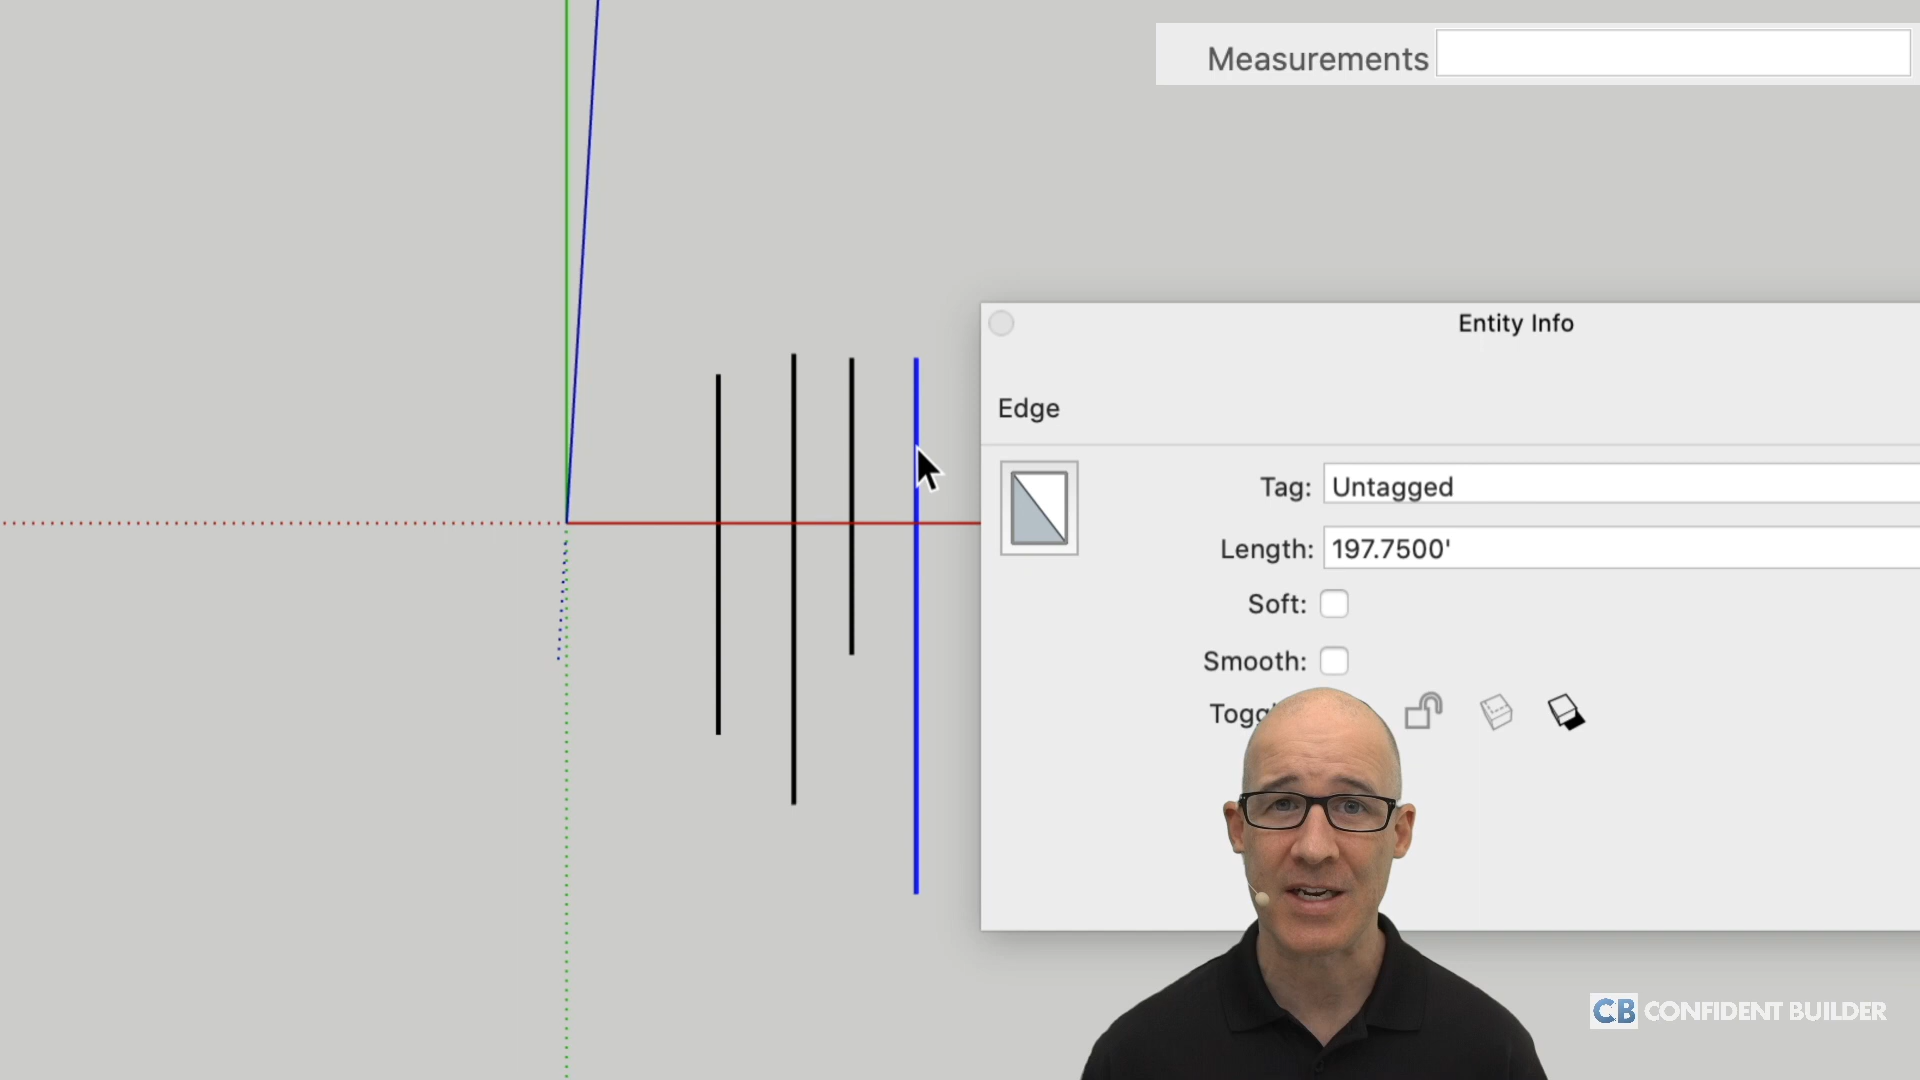 Measurements
Entity Info
Edge
Tag: Untagged
Length: 197.7500'
Soft:
Smooth:
CB CONFIDENT BUILDER